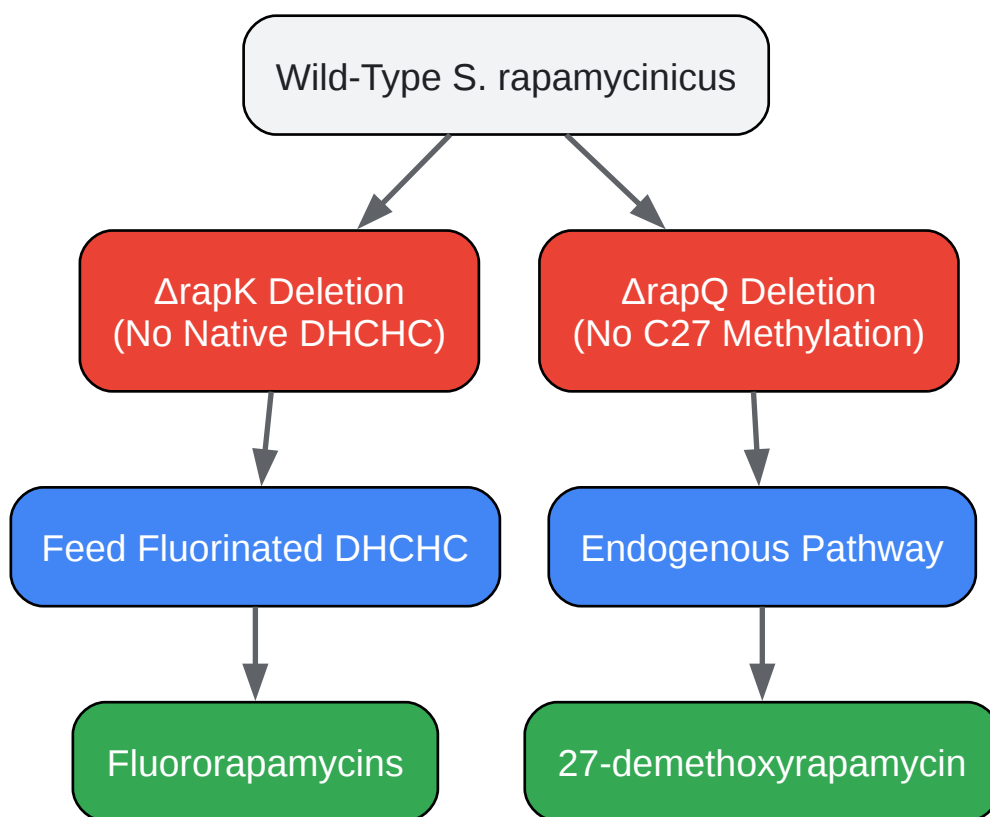 Wild-Type S. rapamycinicus
ΔrapK Deletion
(No Native DHCHC)
ΔrapQ Deletion
(No C27 Methylation)
Feed Fluorinated DHCHC
Endogenous Pathway
Fluororapamycins
27-demethoxyrapamycin